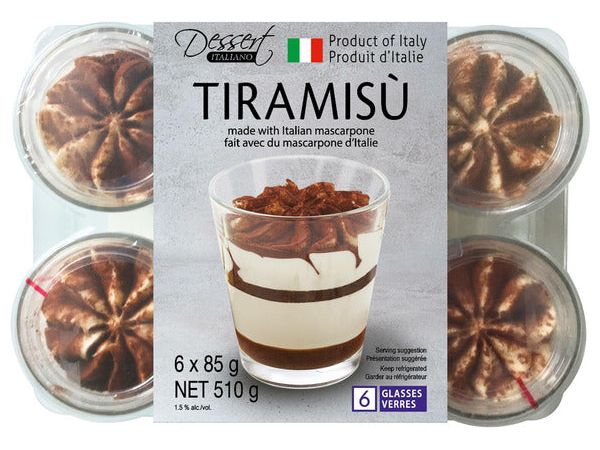 Dessert
ITALIANO
Product of Italy
Produit d'Italie
TIRAMISÙ
made with Italian mascarpone
fait avec du mascarpone d'Italie
6 x 85 g
NET 510 g
1.5 % alc./vol.
Serving suggestion
Présentation suggérée
Keep refrigerated
Garder au réfrigérateur
6 GLASSES
VERRES